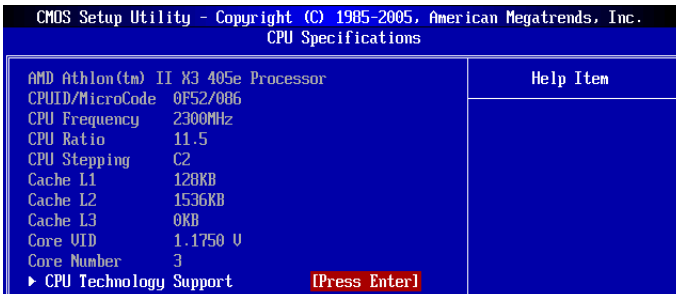 CMOS Setup Utility - Copyright (C) 1985-2005, American Megatrends, Inc.
CPU Specifications
AMD Athlon(tm) II X3 405e Processor
Help Item
CPUID/MicroCode 0F52/086
CPU Frequency 2300MHz
CPU Ratio 11.5
CPU Stepping C2
Cache L1 128KB
Cache L2 1536KB
Cache L3 0KB
Core VID 1.1750 V
Core Number 3
▶ CPU Technology Support [Press Enter]